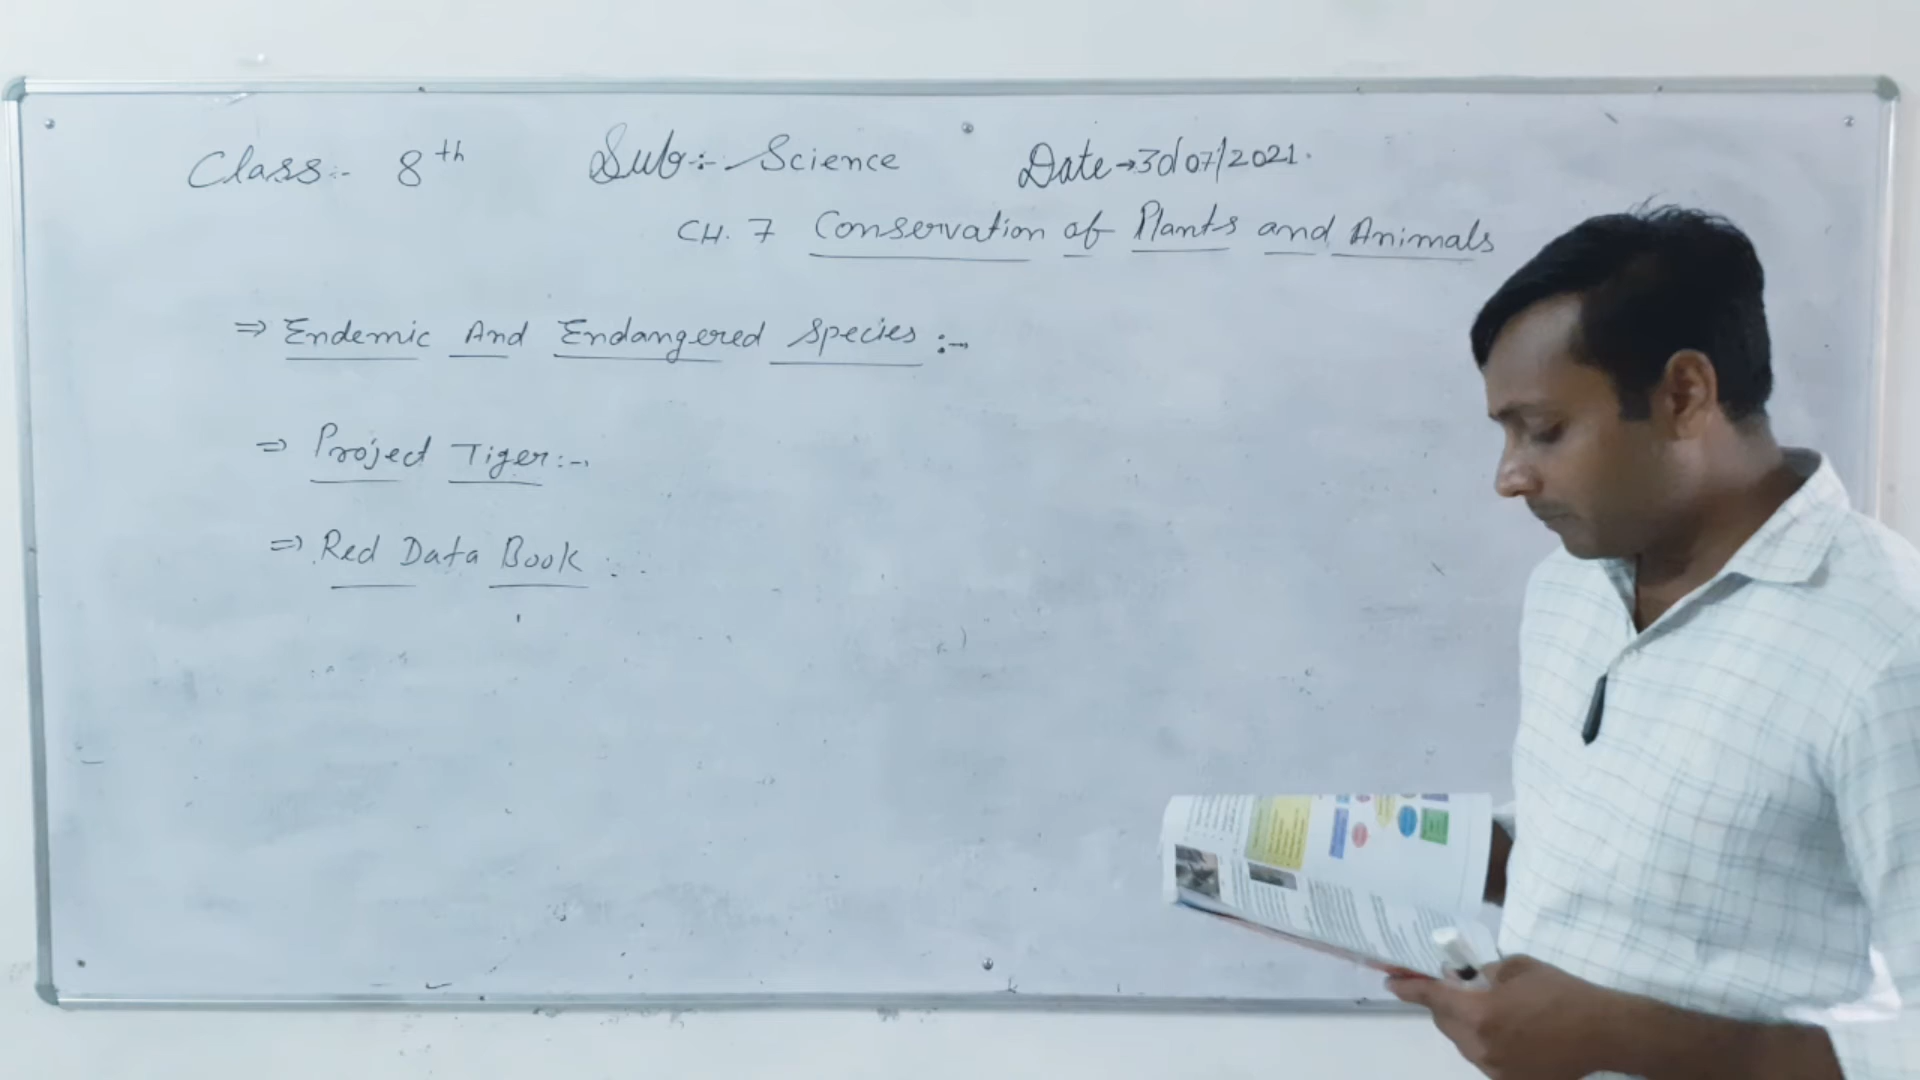 Class:- 8th Sub:- Science Date→30/07/2021.
CH. 7 Conservation of Plants and Animals
⇒ Endemic And Endangered Species :-
⇒ Project Tiger:-
⇒ Red Data Book :